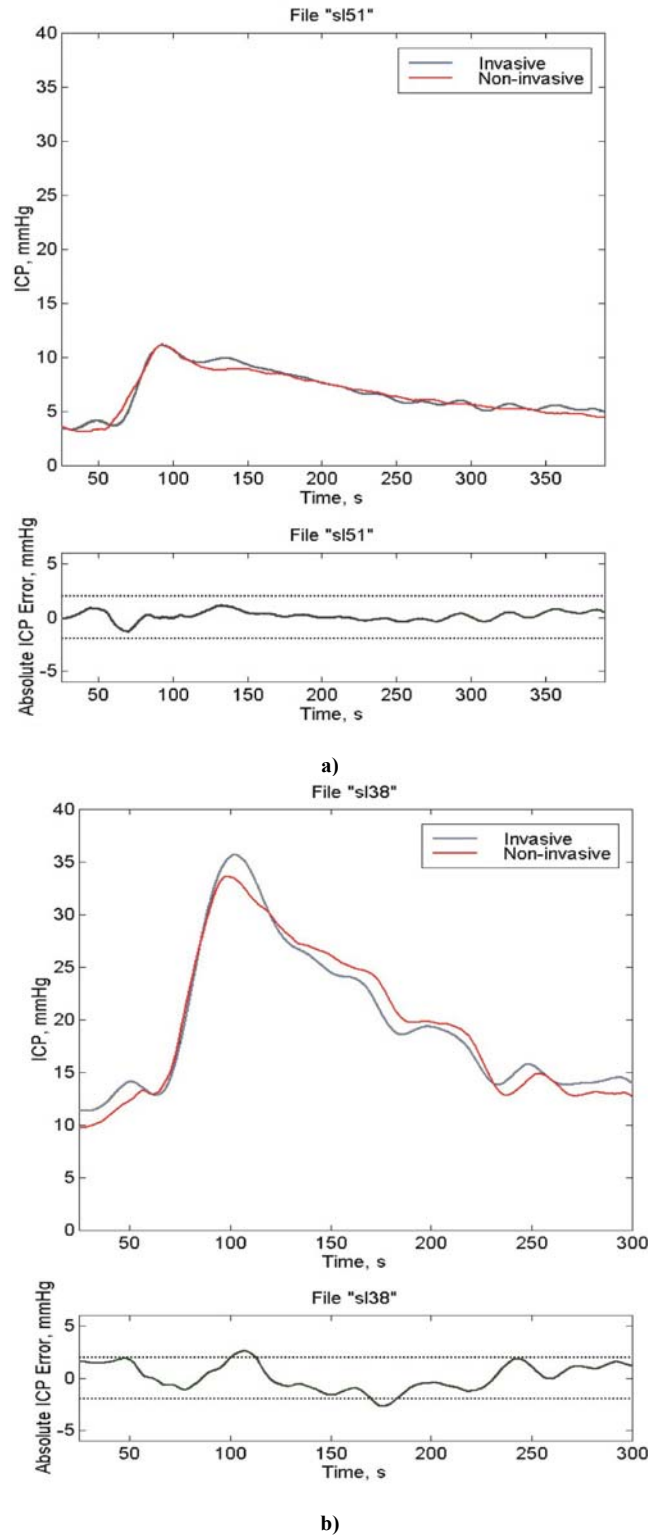 File "sl51"
40
35
30
25
20
15
10
5
0
ICP, mmHg
Invasive
Non-invasive
50 100 150 200 250 300 350
Time, s
File "sl51"
Absolute ICP Error, mmHg
5
0
-5
50 100 150 200 250 300 350
Time, s
a)
File "sl38"
40
35
30
25
20
15
10
5
0
ICP, mmHg
Invasive
Non-invasive
50 100 150 200 250 300
Time, s
File "sl38"
Absolute ICP Error, mmHg
5
0
-5
50 100 150 200 250 300
Time, s
b)